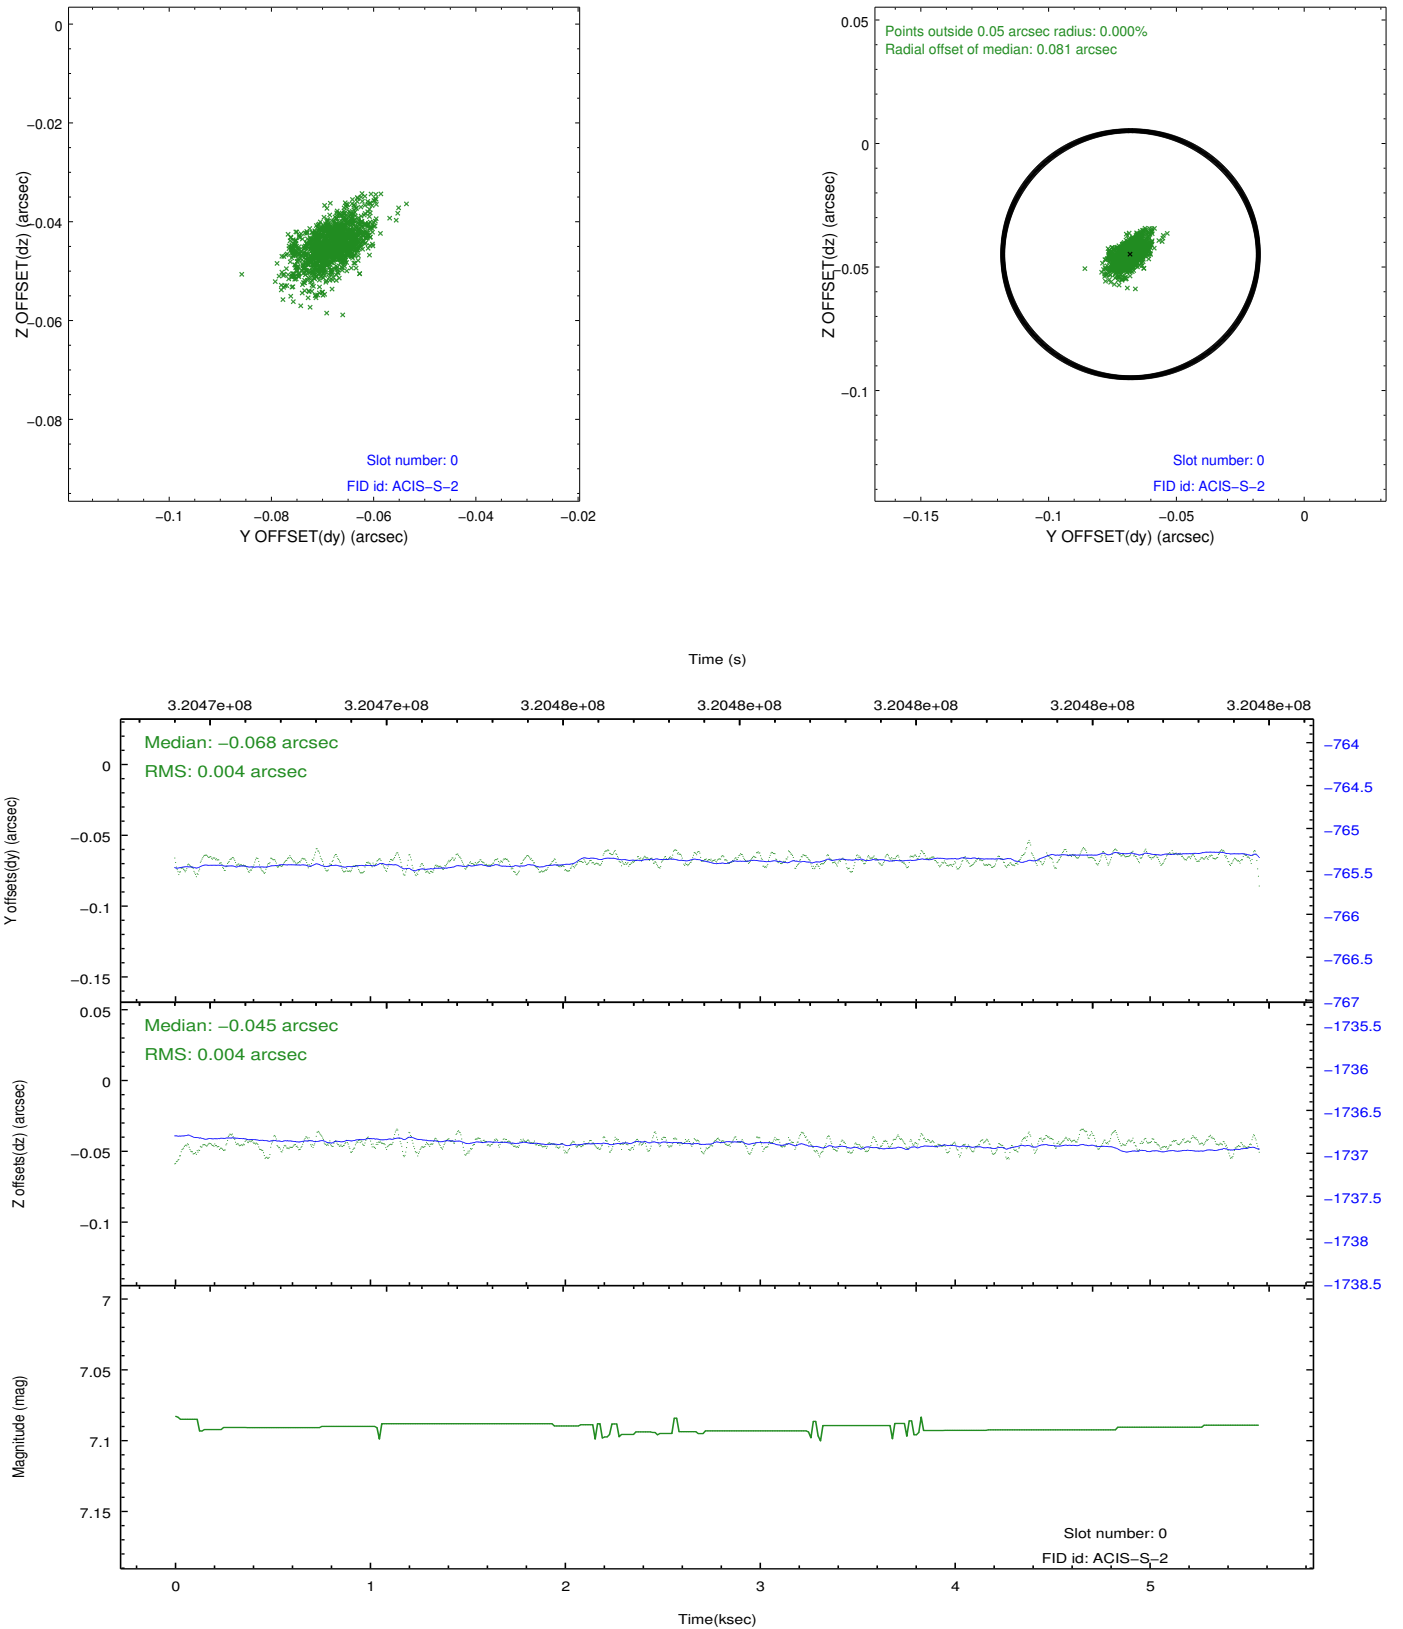 0
−0.02
−0.04
−0.06
−0.08
Z OFFSET(dz) (arcsec)
Slot number: 0
FID id: ACIS−S−2
−0.1 −0.08 −0.06 −0.04 −0.02
Y OFFSET(dy) (arcsec)
Points outside 0.05 arcsec radius: 0.000%
Radial offset of median: 0.081 arcsec
0.05
0
−0.05
−0.1
Z OFFSET(dz) (arcsec)
Slot number: 0
FID id: ACIS−S−2
−0.15 −0.1 −0.05 0
Y OFFSET(dy) (arcsec)
Time (s)
3.2047e+08 3.2047e+08 3.2048e+08 3.2048e+08 3.2048e+08 3.2048e+08 3.2048e+08
Median: −0.068 arcsec
RMS: 0.004 arcsec
0
−0.05
−0.1
−0.15
Y offsets(dy) (arcsec)
−764
−764.5
−765
−765.5
−766
−766.5
−767
Median: −0.045 arcsec
RMS: 0.004 arcsec
0.05
0
−0.05
−0.1
Z offsets(dz) (arcsec)
−1735.5
−1736
−1736.5
−1737
−1737.5
−1738
−1738.5
7
7.05
7.1
7.15
Magnitude (mag)
Slot number: 0
FID id: ACIS−S−2
0 1 2 3 4 5
Time(ksec)